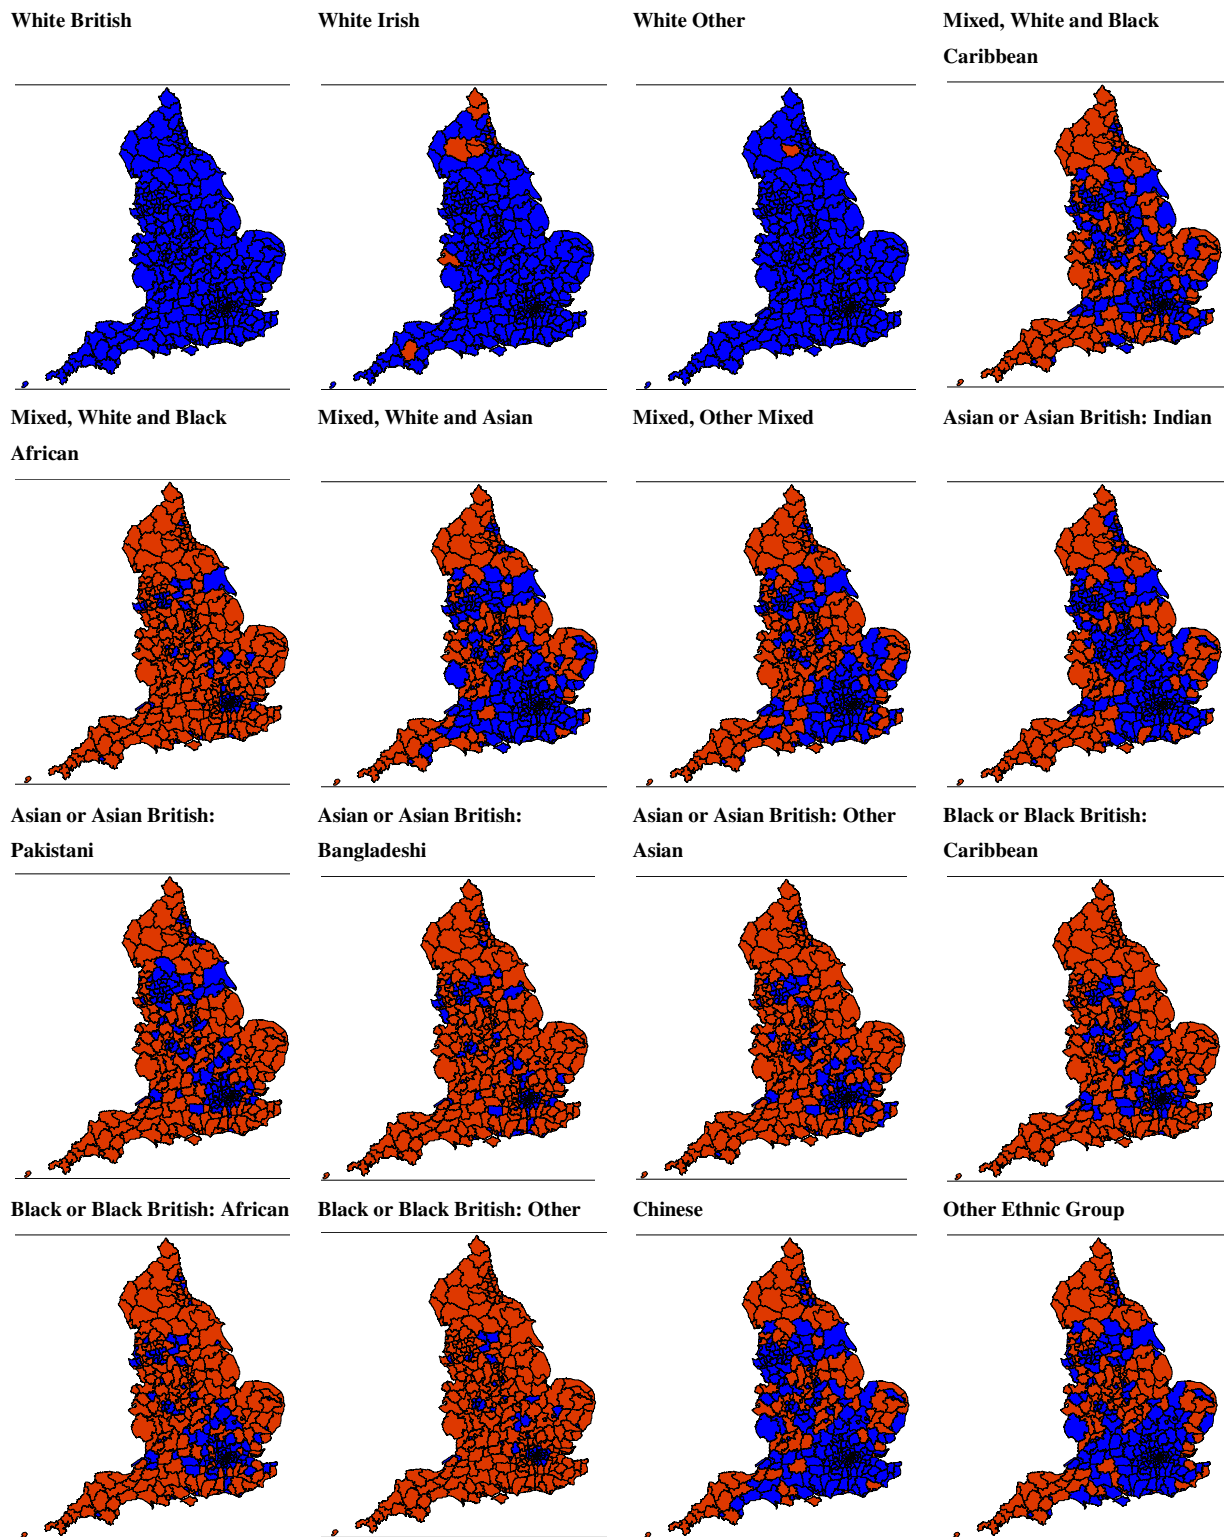 White British
White Irish
White Other
Mixed, White and Black
Caribbean
Mixed, White and Black
African
Mixed, White and Asian
Mixed, Other Mixed
Asian or Asian British: Indian
Asian or Asian British:
Pakistani
Asian or Asian British:
Bangladeshi
Asian or Asian British: Other
Asian
Black or Black British:
Caribbean
Black or Black British: African
Black or Black British: Other
Chinese
Other Ethnic Group